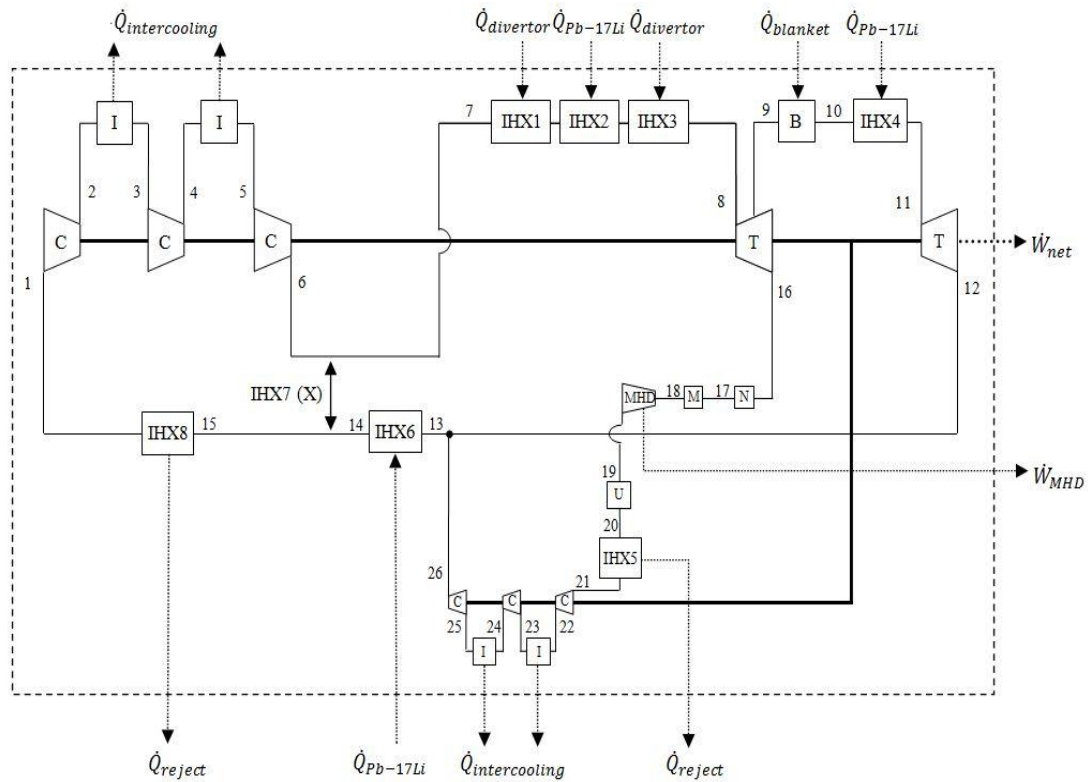 Q̇intercooling Q̇divertor Q̇Pb−17Li Q̇divertor Q̇blanket Q̇Pb−17Li
I I 7 IHX1 IHX2 IHX3 9 B 10 IHX4
2 3 4 5 8 11
C C C T T Ẇnet
1 6 16 12
IHX7 (X) MHD 18 M 17 N
IHX8 15 14 IHX6 13
19 ẆMHD
U
20
IHX5
26 21
C C C
25 24 23 22
I I
Q̇reject Q̇Pb−17Li Q̇intercooling Q̇reject